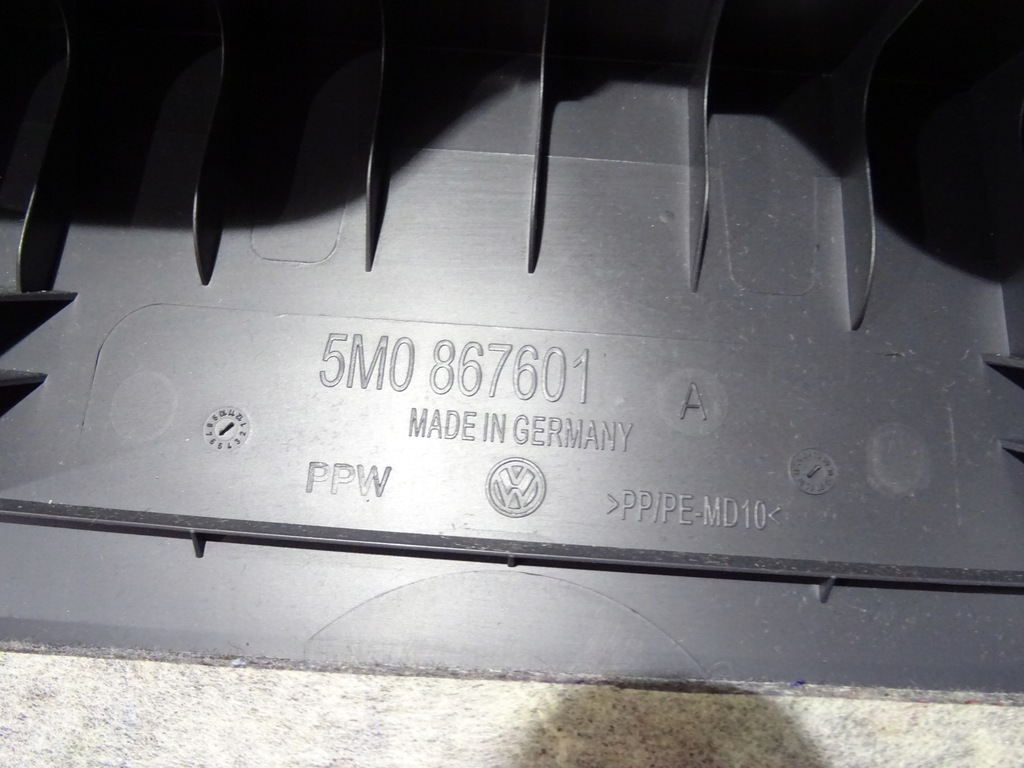 5M0 867601 A
MADE IN GERMANY
PPW
>PP/PE-MD10<